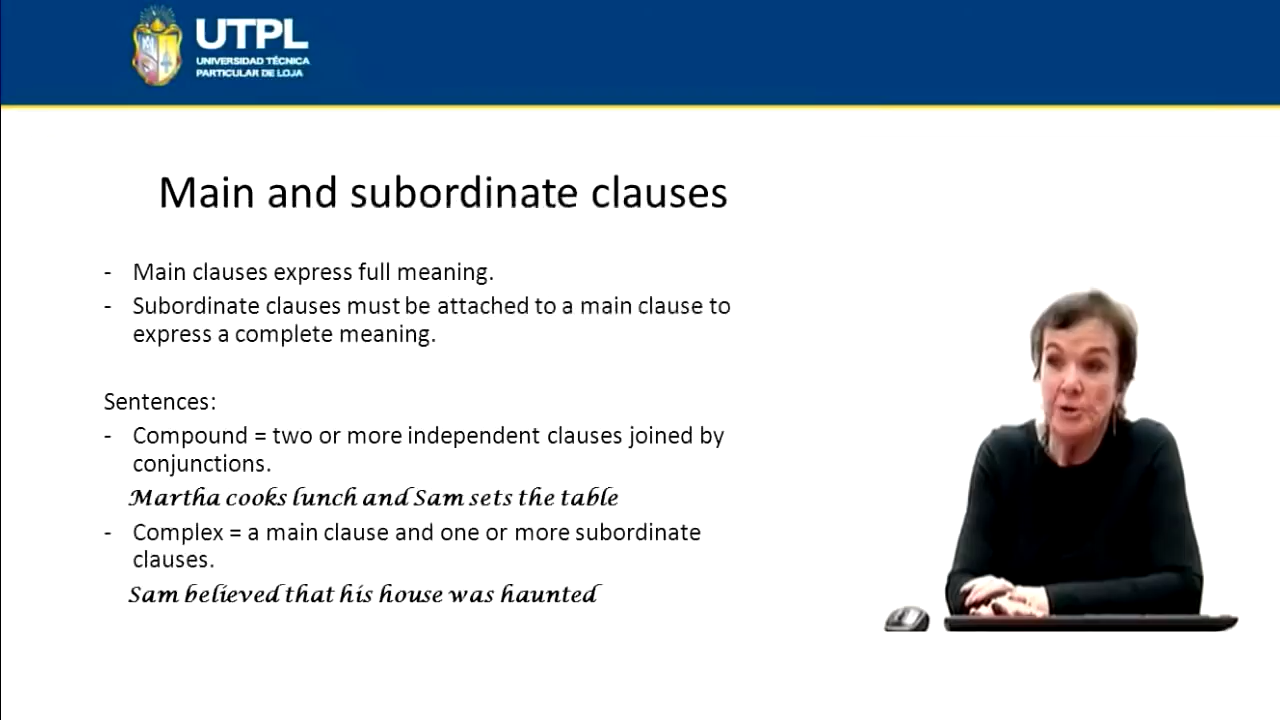 UTPL
UNIVERSIDAD TÉCNICA
PARTICULAR DE LOJA
Main and subordinate clauses
- Main clauses express full meaning.
- Subordinate clauses must be attached to a main clause to
express a complete meaning.
Sentences:
- Compound = two or more independent clauses joined by
conjunctions.
Martha cooks lunch and Sam sets the table
- Complex = a main clause and one or more subordinate
clauses.
Sam believed that his house was haunted